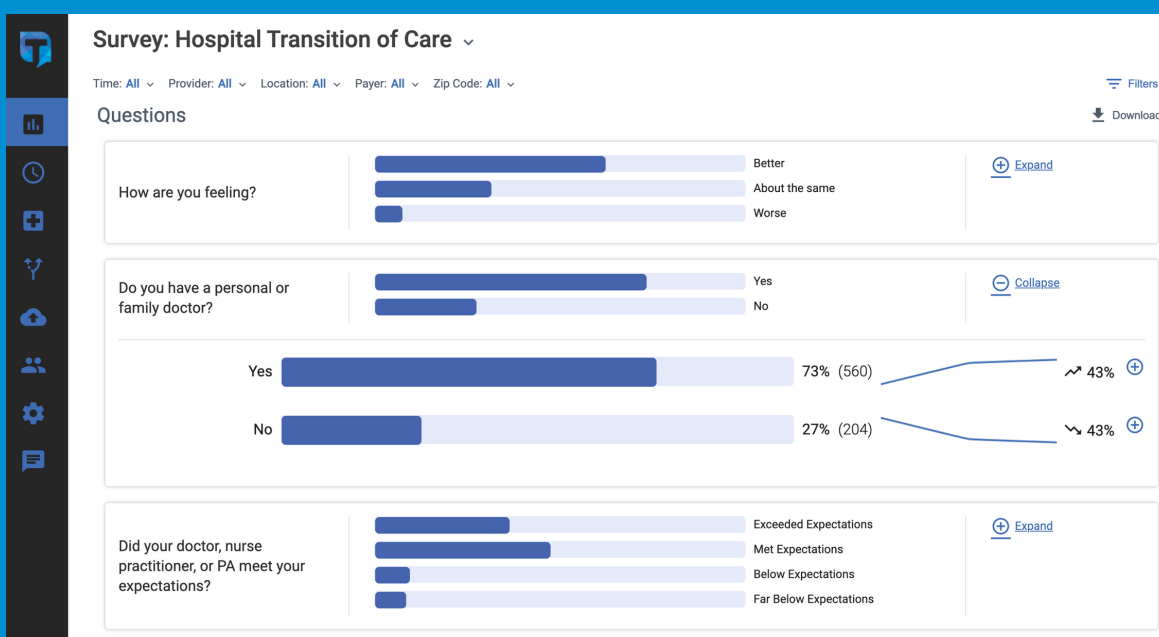 Survey: Hospital Transition of Care
Time: All Provider: All Location: All Payer: All Zip Code: All
Filters
Questions
Download
How are you feeling?
Better
About the same
Worse
Expand
Do you have a personal or
family doctor?
Yes
No
Collapse
Yes 73% (560) 43%
No 27% (204) 43%
Did your doctor, nurse
practitioner, or PA meet your
expectations?
Exceeded Expectations
Met Expectations
Below Expectations
Far Below Expectations
Expand